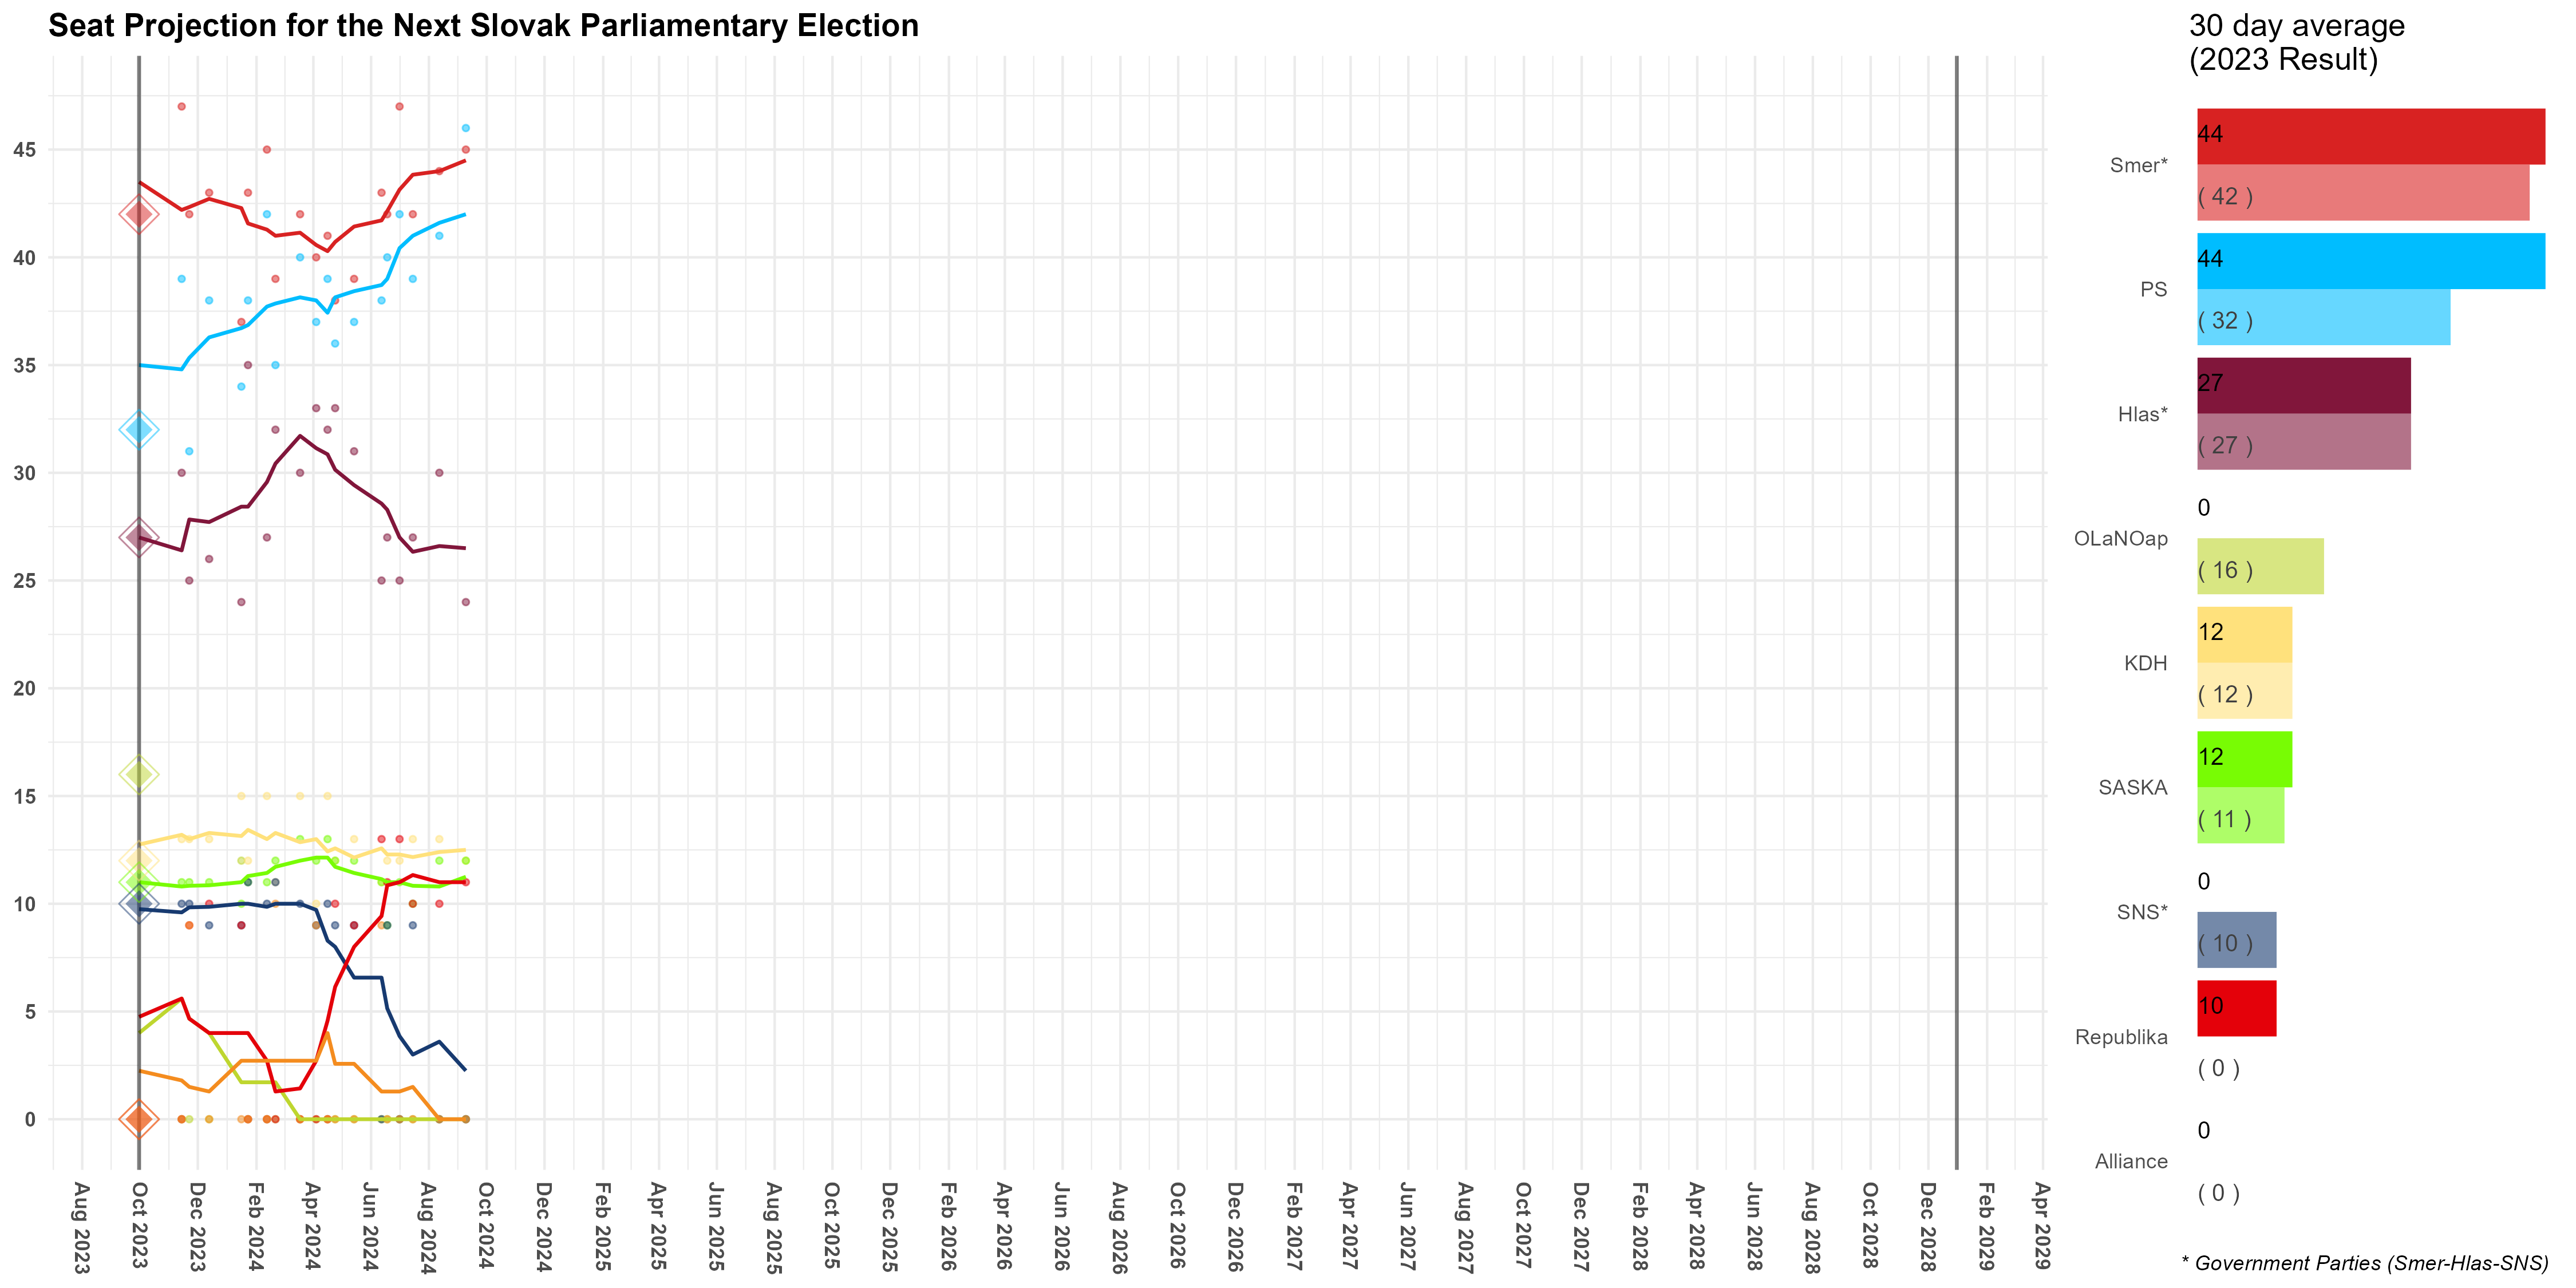 Seat Projection for the Next Slovak Parliamentary Election
30 day average
(2023 Result)
45
40
35
30
25
20
15
10
5
0
Aug 2023
Oct 2023
Dec 2023
Feb 2024
Apr 2024
Jun 2024
Aug 2024
Oct 2024
Dec 2024
Feb 2025
Apr 2025
Jun 2025
Aug 2025
Oct 2025
Dec 2025
Feb 2026
Apr 2026
Jun 2026
Aug 2026
Oct 2026
Dec 2026
Feb 2027
Apr 2027
Jun 2027
Aug 2027
Oct 2027
Dec 2027
Feb 2028
Apr 2028
Jun 2028
Aug 2028
Oct 2028
Dec 2028
Feb 2029
Apr 2029
44
Smer*
( 42 )
44
PS
( 32 )
27
Hlas*
( 27 )
0
OLaNOap
( 16 )
12
KDH
( 12 )
12
SASKA
( 11 )
0
SNS*
( 10 )
10
Republika
( 0 )
0
Alliance
( 0 )
* Government Parties (Smer-Hlas-SNS)